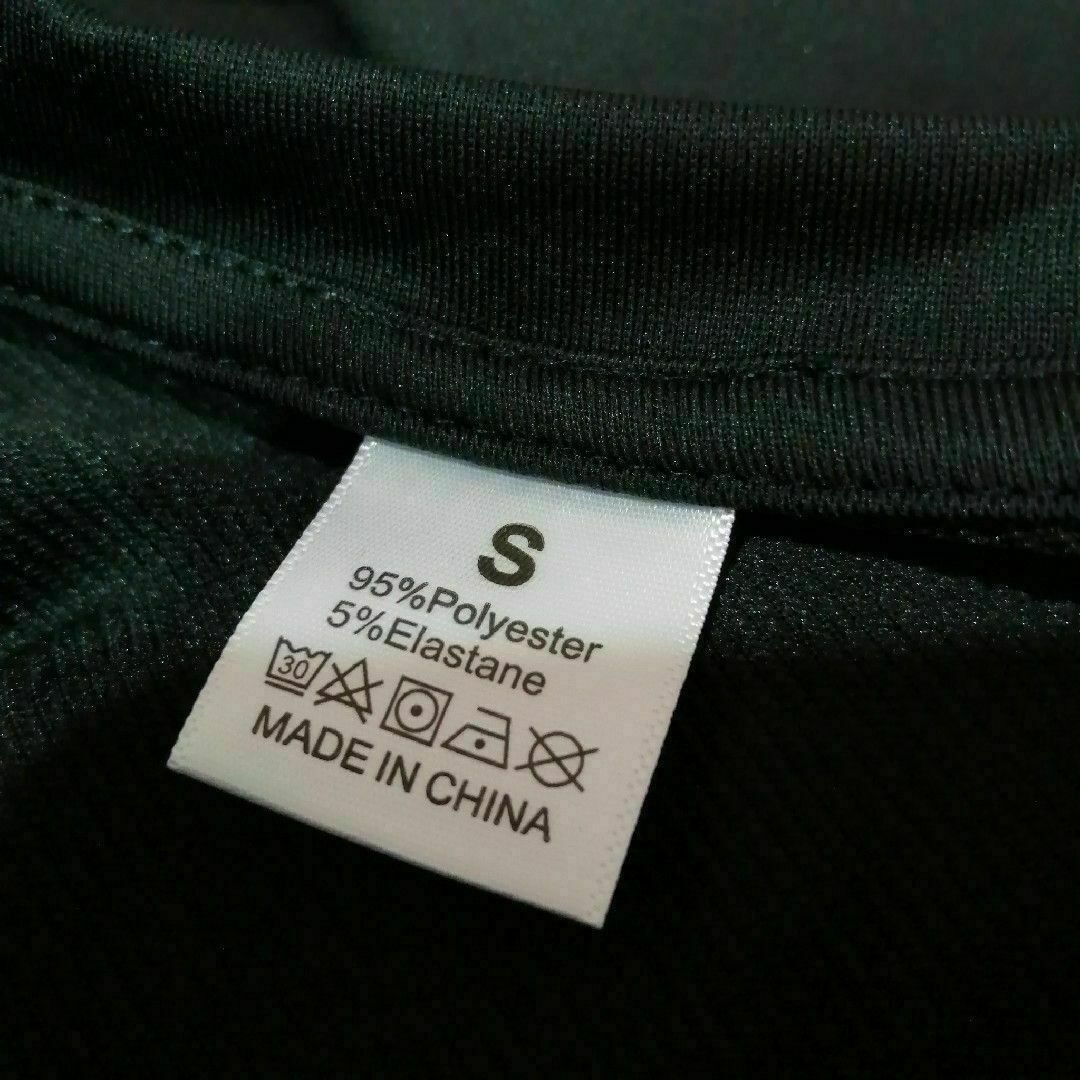 S
95%Polyester
5%Elastane
30
MADE IN CHINA